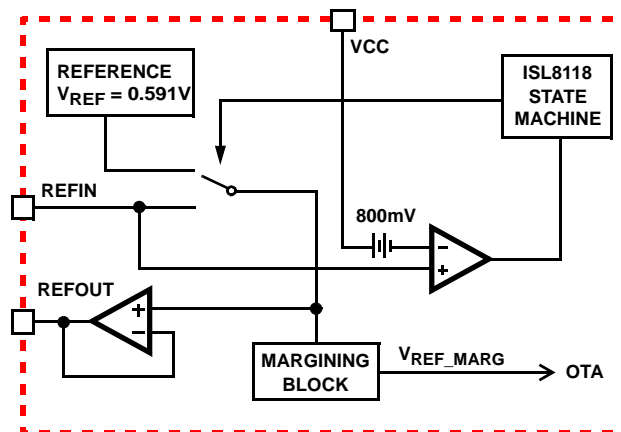 VCC
REFERENCE
VREF = 0.591V
ISL8118
STATE
MACHINE
REFIN
800mV
−
+
REFOUT
+
−
MARGINING
BLOCK
VREF_MARG
OTA